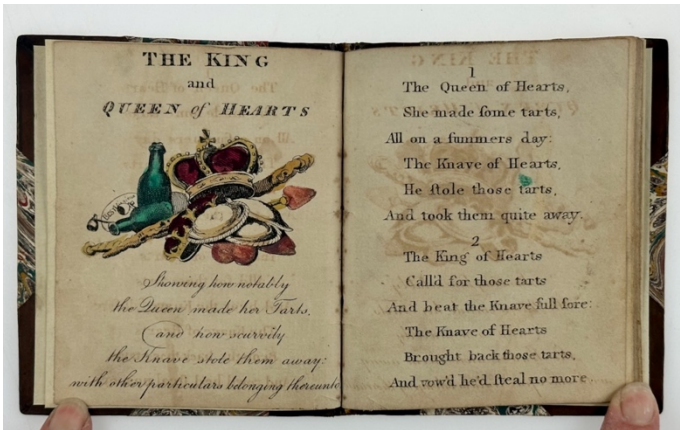 THE KING
and
QUEEN of HEARTS
Showing how notably
the Queen made her Tarts,
and how scurvily
the Knave stole them away:
with other particulars belonging thereunto
1
The Queen of Hearts,
She made ſome tarts,
All on a ſummers day:
The Knave of Hearts,
He ſtole those tarts,
And took them quite away.
2
The King of Hearts
Call'd for those tarts
And beat the Knave full ſore:
The Knave of Hearts
Brought back those tarts,
And vow'd he'd ſteal no more.